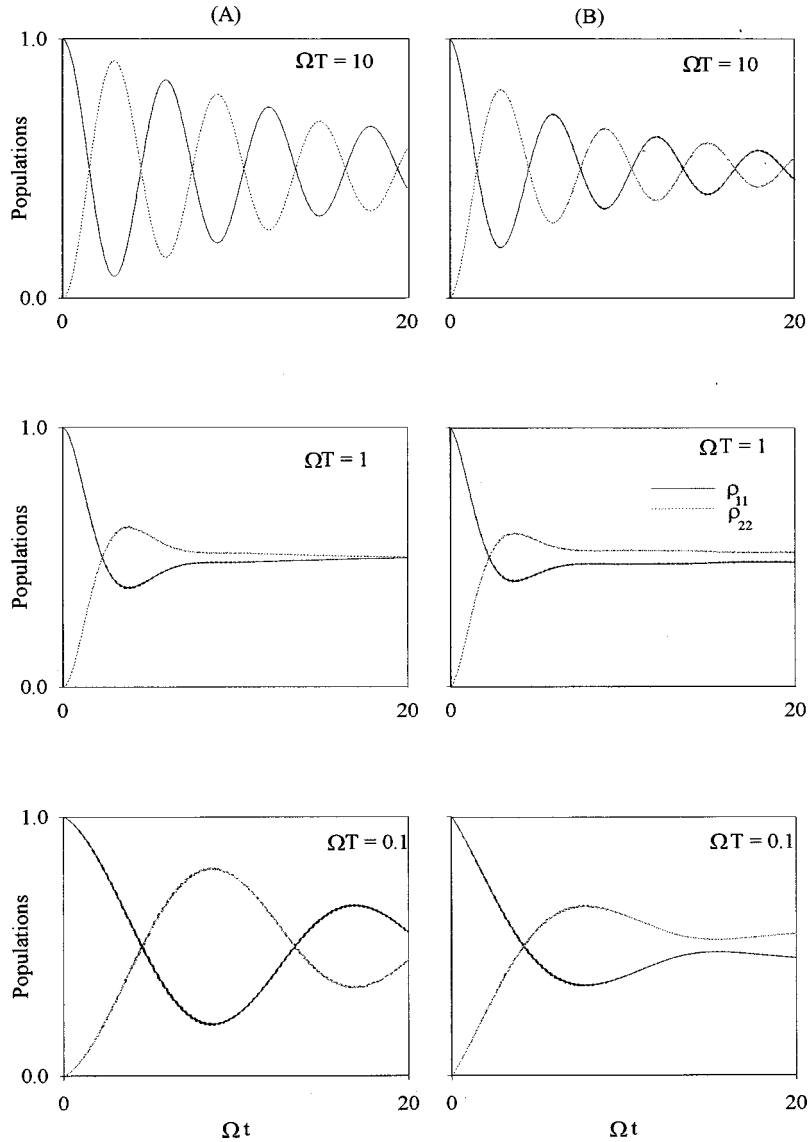 (A)
(B)
1.0
ΩT = 10
ΩT = 10
Populations
0.0
0
20
0
20
1.0
ΩT = 1
ΩT = 1
ρ11
ρ22
Populations
0.0
0
20
0
20
1.0
ΩT = 0.1
ΩT = 0.1
Populations
0.0
0
20
0
20
Ωt
Ωt